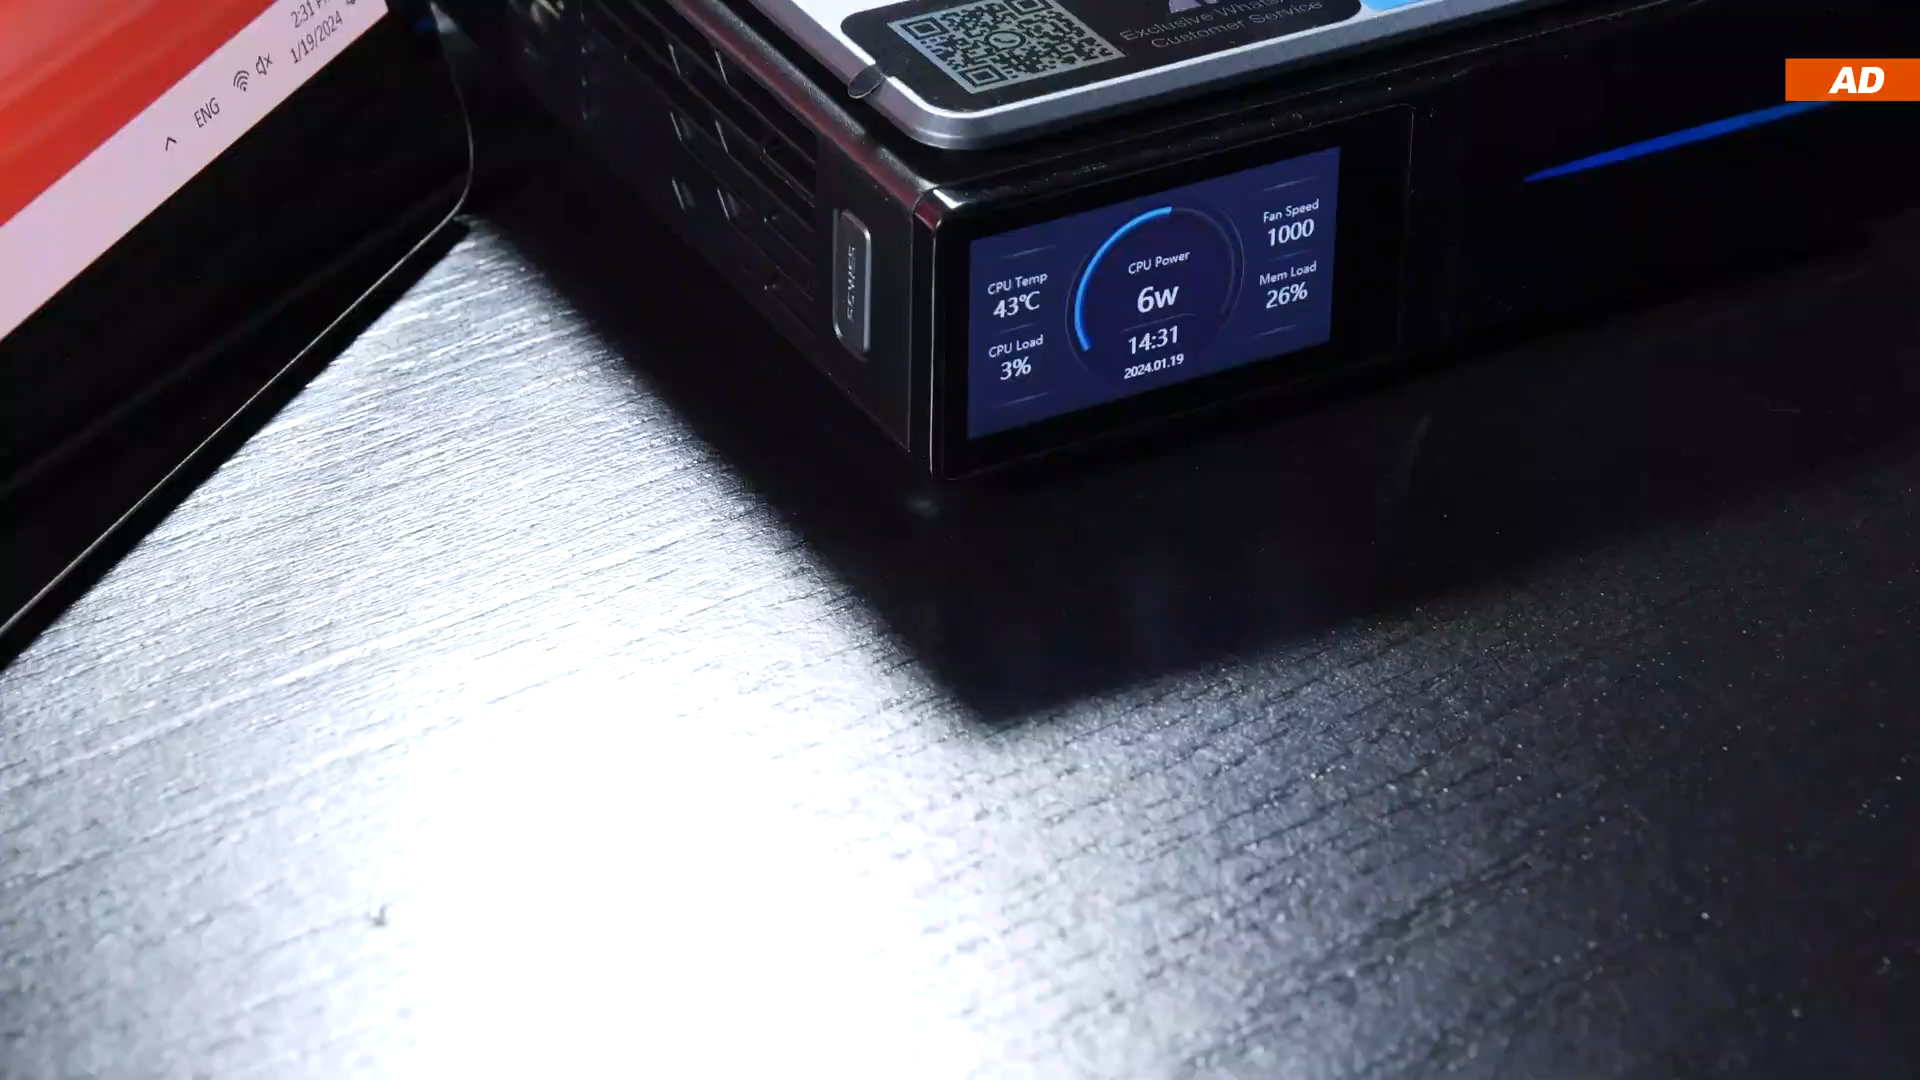 2:31
1/19/2024
ENG
Exclusive
Customer Service
AD
POWER
CPU Temp
43℃
CPU Load
3%
CPU Power
6w
14:31
2024.01.19
Fan Speed
1000
Mem Load
26%